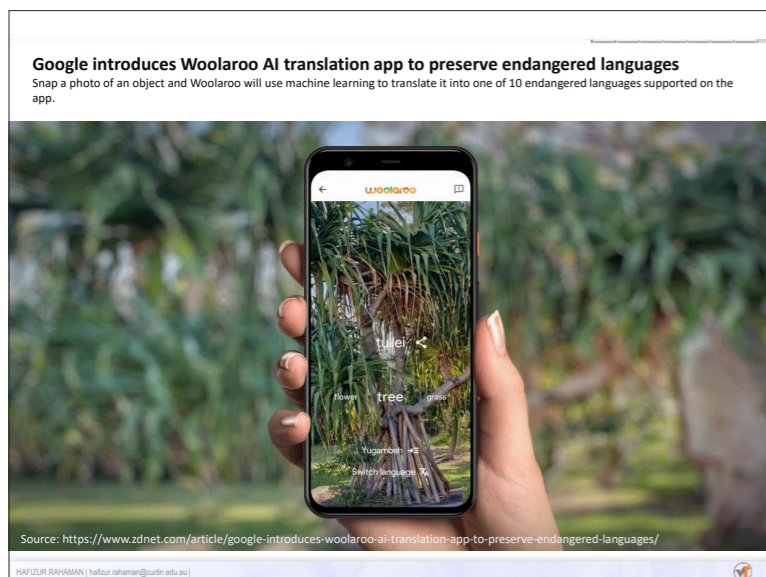 Google introduces Woolaroo AI translation app to preserve endangered languages
Snap a photo of an object and Woolaroo will use machine learning to translate it into one of 10 endangered languages supported on the
app.
woolaroo
tullei
flower tree grass
Yugambeh
Switch language
Source: https://www.zdnet.com/article/google-introduces-woolaroo-ai-translation-app-to-preserve-endangered-languages/
HAFIZUR RAHAMAN | hafizur.rahaman@curtin.edu.au |